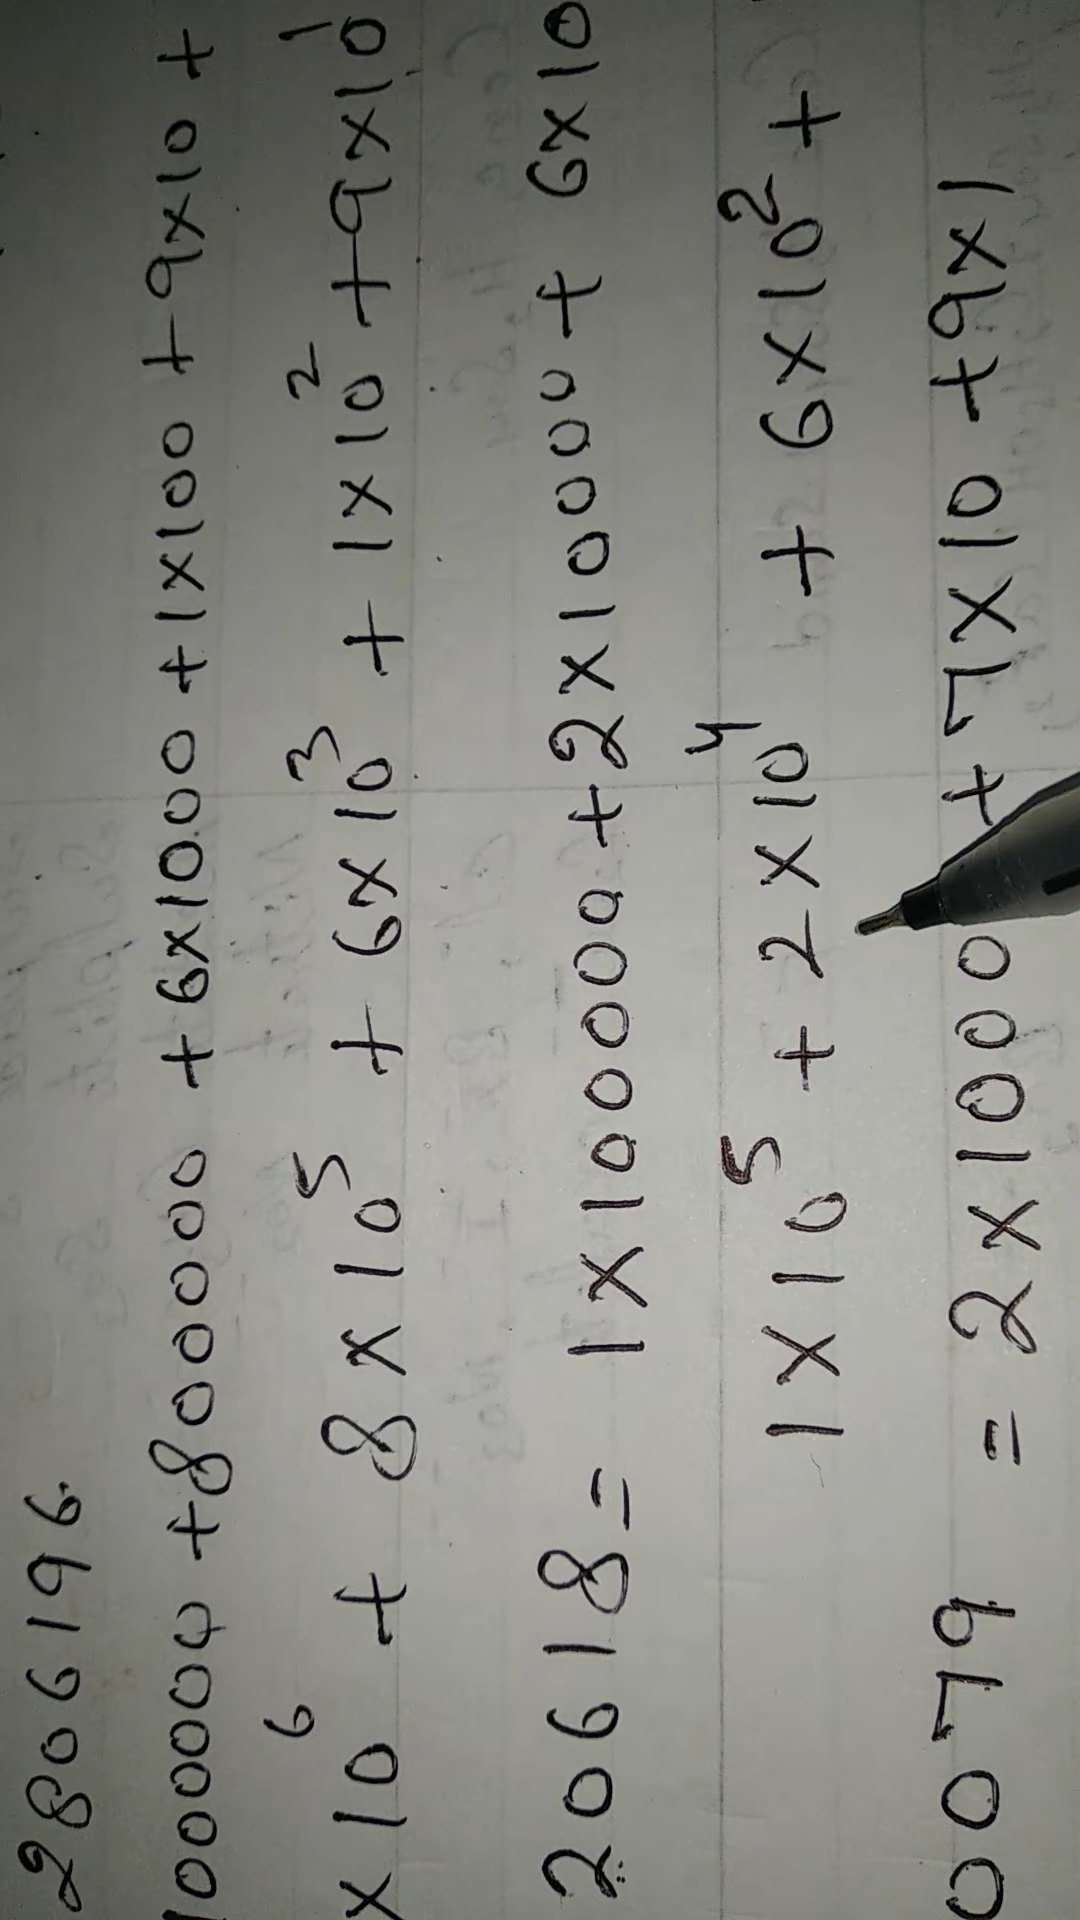 2806196
1000000 + 800000 + 6x1000 + 1x100 + 9x10 +
x10⁶ + 8x10⁵ + 6x10³ + 1x10² + 9x10¹
20618 = 1x100000 + 2x10000 + 6x10
1x10⁵ + 2x10⁴ + 6x10² +
0079 = 2x1000 + 7x10 + 9x1